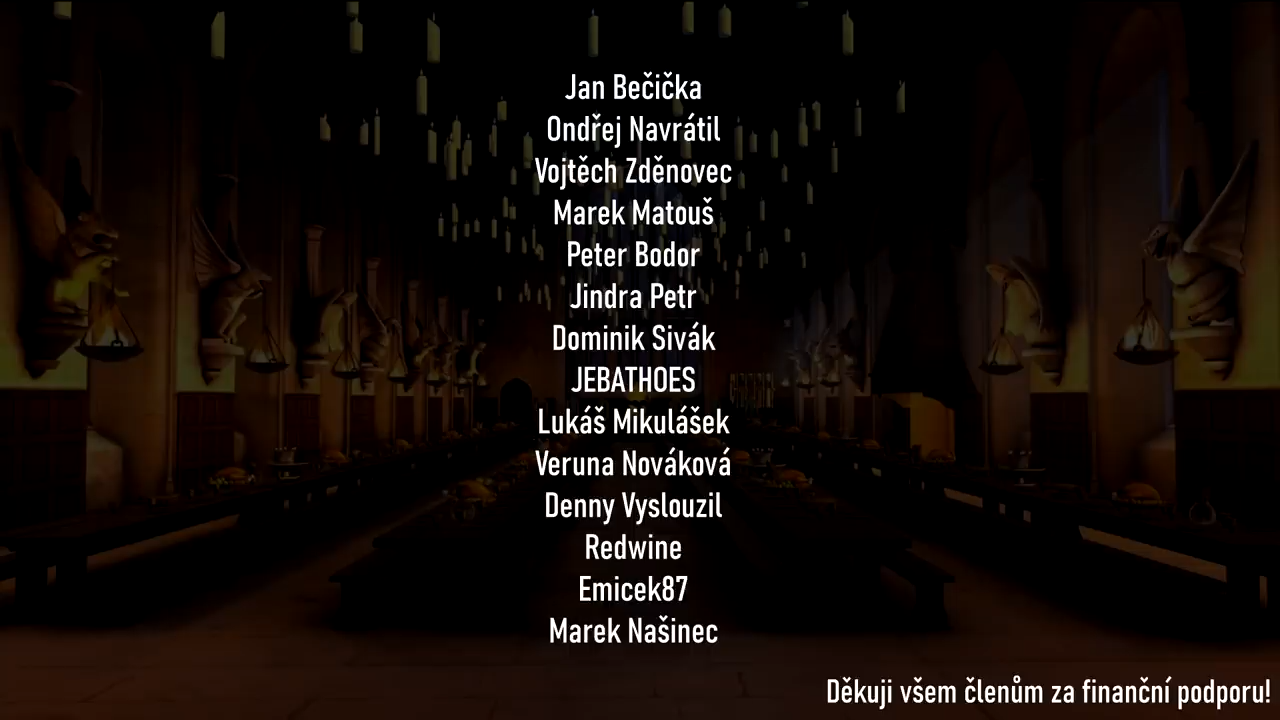 Jan Bečička
Ondřej Navrátil
Vojtěch Zděnovec
Marek Matouš
Peter Bodor
Jindra Petr
Dominik Sivák
JEBATHOES
Lukáš Mikulášek
Veruna Nováková
Denny Vyslouzil
Redwine
Emicek87
Marek Našinec
Děkuji všem členům za finanční podporu!